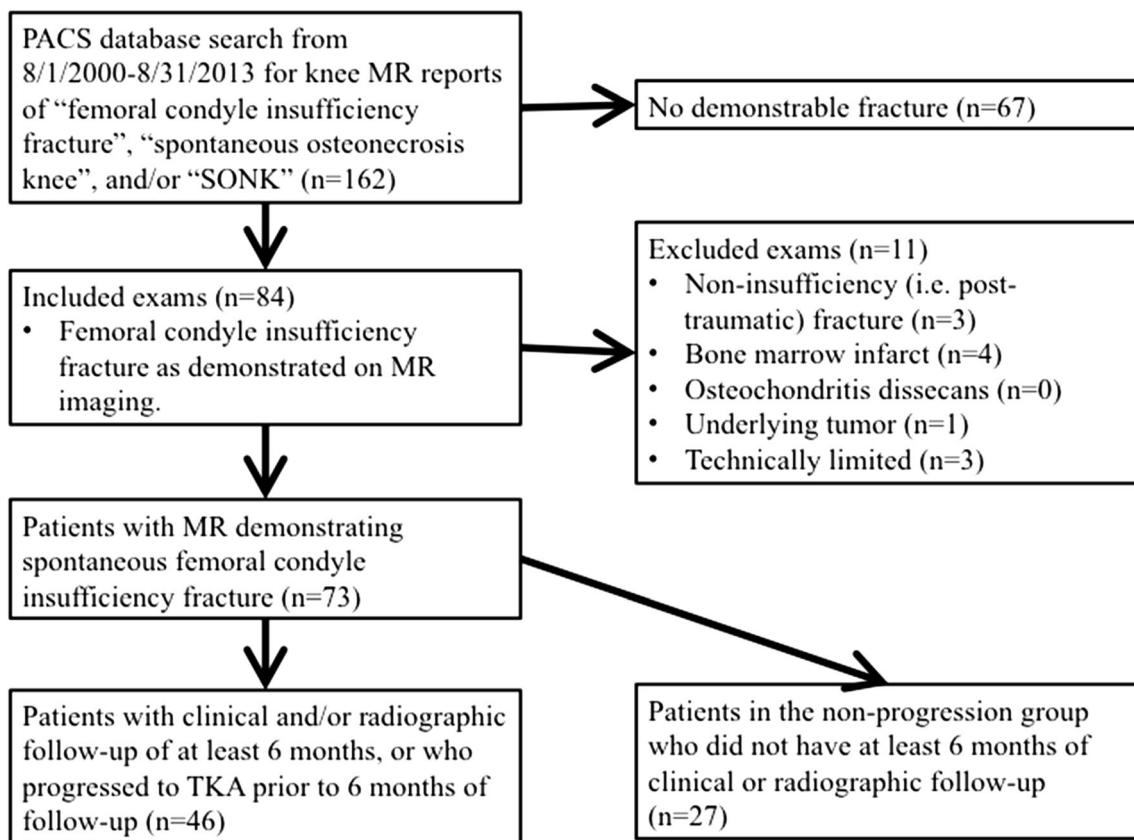 PACS database search from
8/1/2000-8/31/2013 for knee MR reports
of “femoral condyle insufficiency
fracture”, “spontaneous osteonecrosis
knee”, and/or “SONK” (n=162)
No demonstrable fracture (n=67)
Included exams (n=84)
• Femoral condyle insufficiency
fracture as demonstrated on MR
imaging.
Excluded exams (n=11)
• Non-insufficiency (i.e. post-
traumatic) fracture (n=3)
• Bone marrow infarct (n=4)
• Osteochondritis dissecans (n=0)
• Underlying tumor (n=1)
• Technically limited (n=3)
Patients with MR demonstrating
spontaneous femoral condyle
insufficiency fracture (n=73)
Patients with clinical and/or radiographic
follow-up of at least 6 months, or who
progressed to TKA prior to 6 months of
follow-up (n=46)
Patients in the non-progression group
who did not have at least 6 months of
clinical or radiographic follow-up
(n=27)